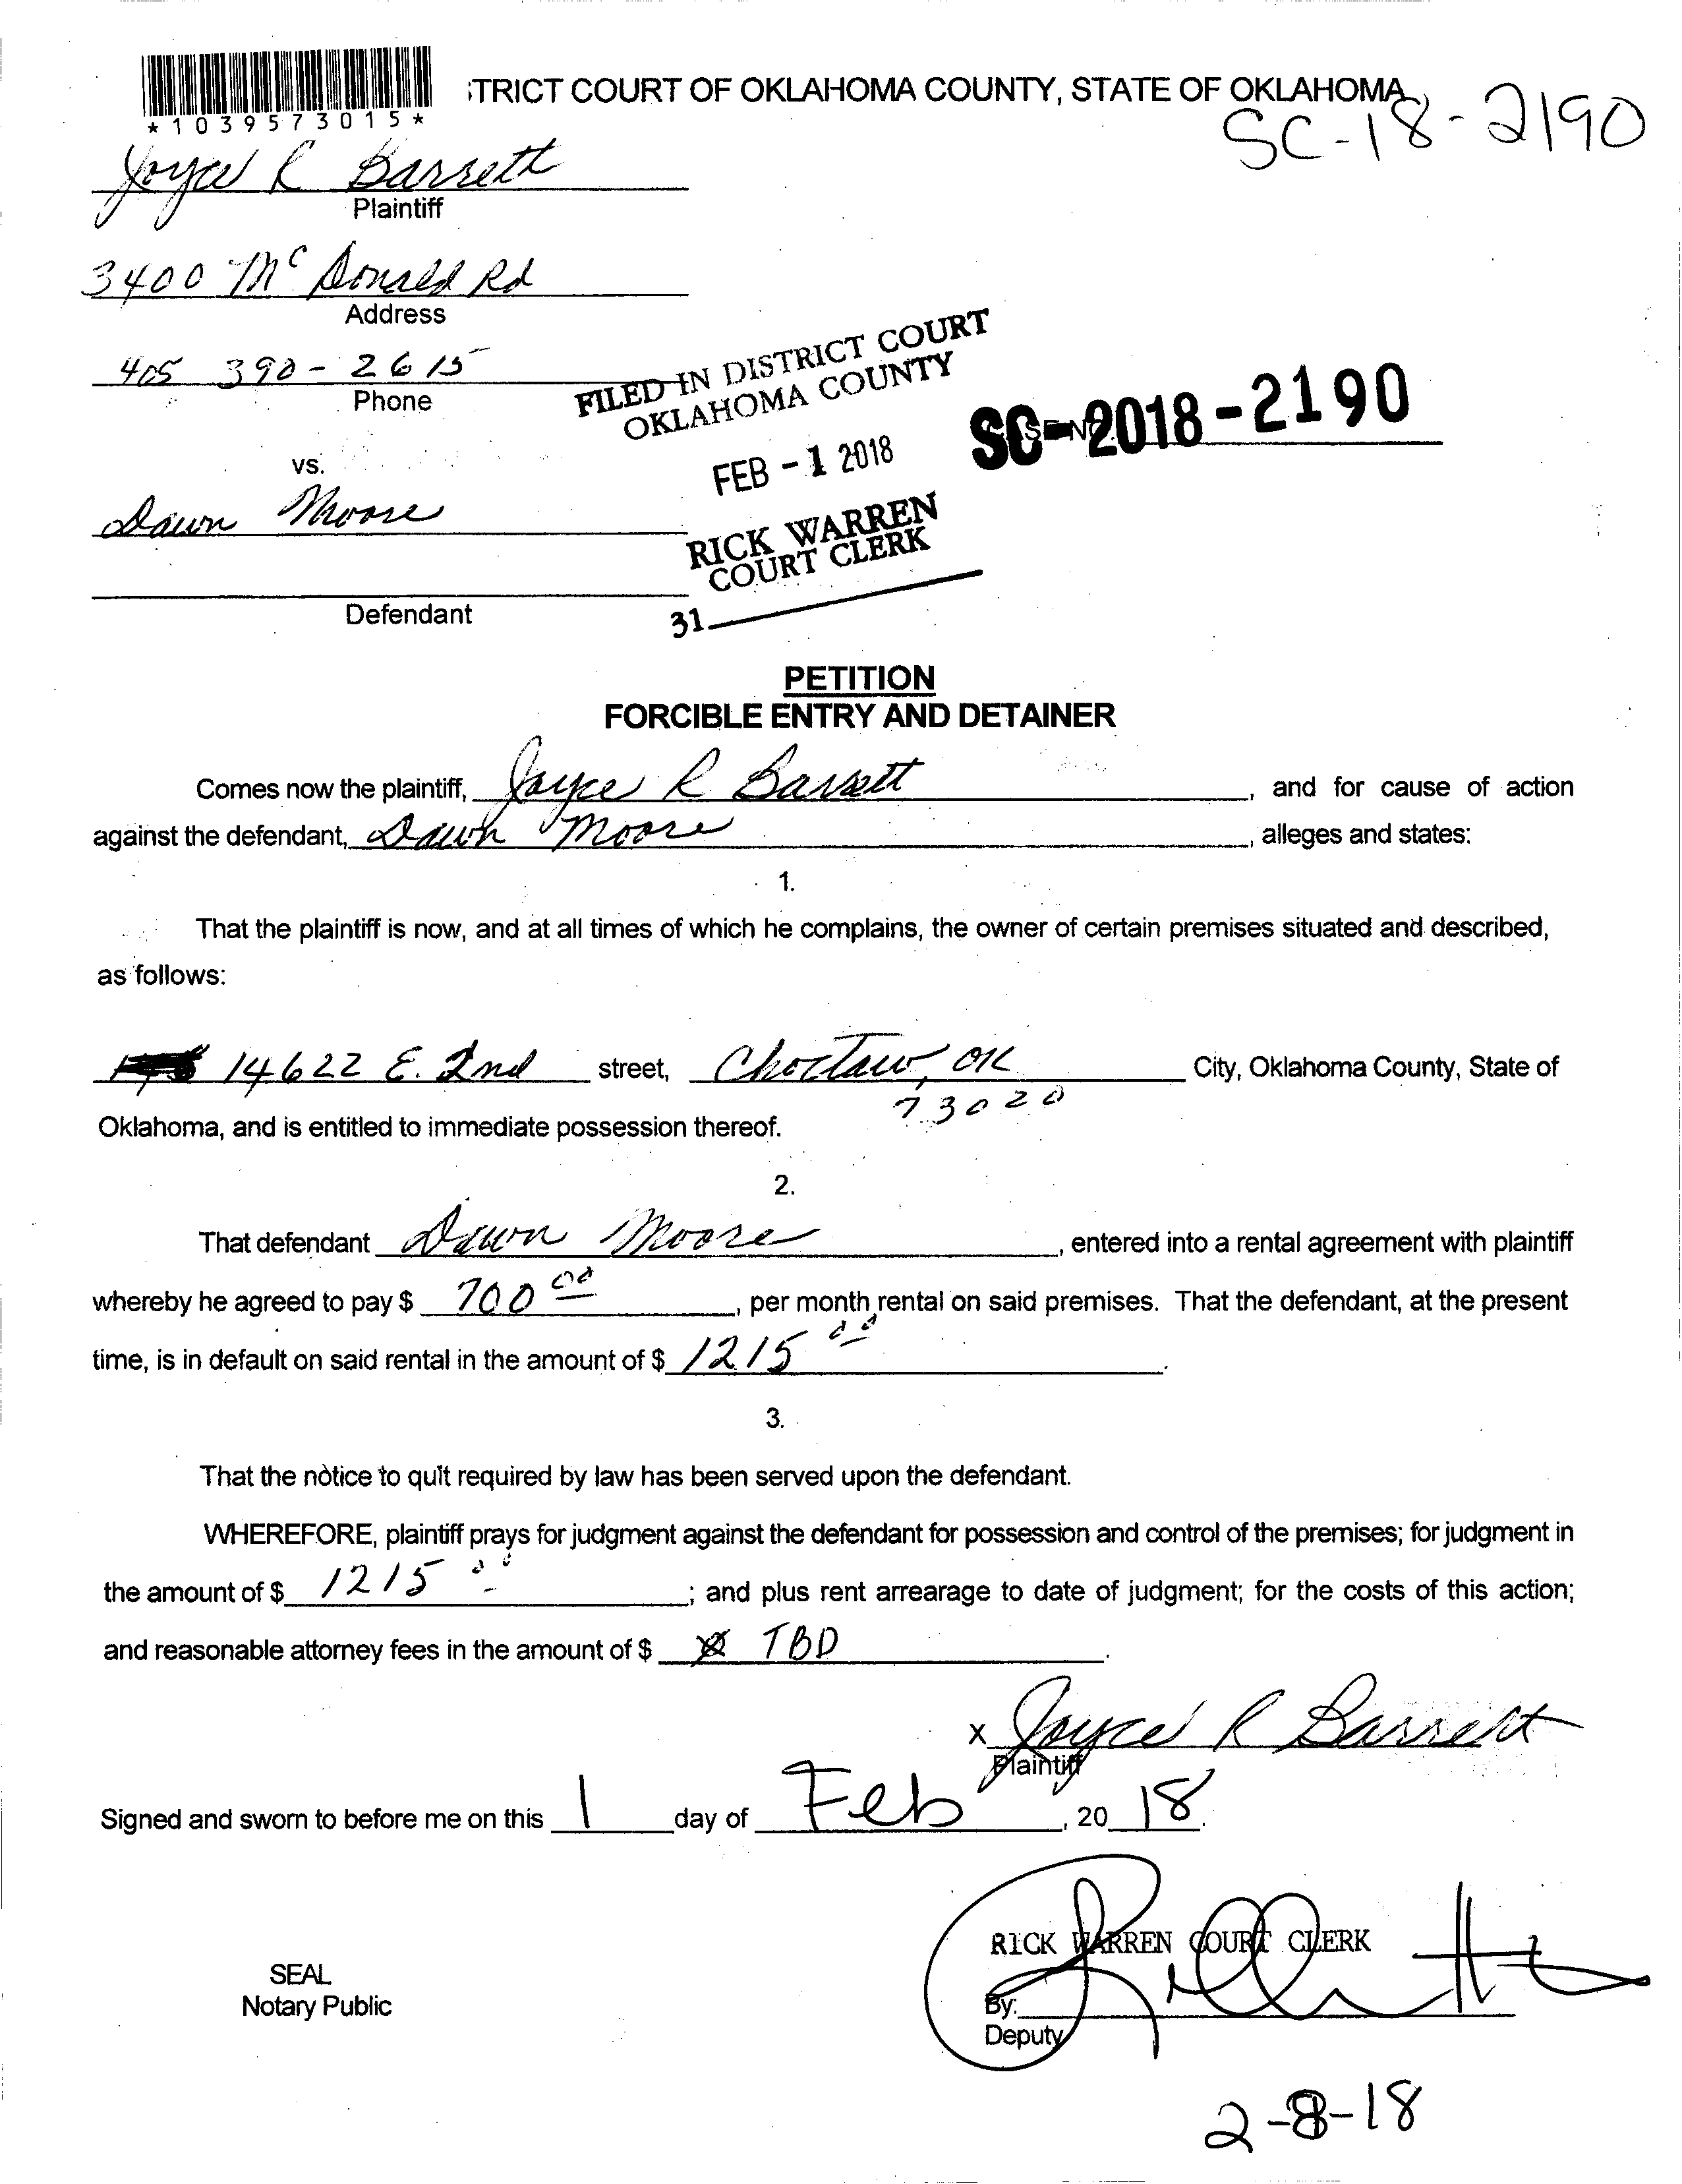 TRICT COURT OF OKLAHOMA COUNTY, STATE OF OKLAHOMA
*1039573015*
SC-18-2190
Joyce R Barrett
Plaintiff
3400 Mc Donald Rd
Address
405 390-2615
Phone
FILED IN DISTRICT COURT
OKLAHOMA COUNTY
FEB -1 2018
SC-2018-2190
vs.
Dawn Moore
RICK WARREN
COURT CLERK
Defendant
31
PETITION
FORCIBLE ENTRY AND DETAINER
Comes now the plaintiff, Joyce R Barrett, and for cause of action
against the defendant, Dawn Moore, alleges and states:
1.
That the plaintiff is now, and at all times of which he complains, the owner of certain premises situated and described,
as follows:
14622 E. 2nd street, Choctaw, OK City, Oklahoma County, State of
73020
Oklahoma, and is entitled to immediate possession thereof.
2.
That defendant Dawn Moore, entered into a rental agreement with plaintiff
whereby he agreed to pay $ 700 00, per month rental on said premises. That the defendant, at the present
time, is in default on said rental in the amount of $ 1215 00.
3.
That the notice to quit required by law has been served upon the defendant.
WHEREFORE, plaintiff prays for judgment against the defendant for possession and control of the premises; for judgment in
the amount of $ 1215 00; and plus rent arrearage to date of judgment; for the costs of this action;
and reasonable attorney fees in the amount of $ TBD.
x Joyce R Barrett
Plaintiff
Signed and sworn to before me on this 1 day of Feb, 20 18.
RICK WARREN COURT CLERK
SEAL
Notary Public
By:
Deputy
2-8-18